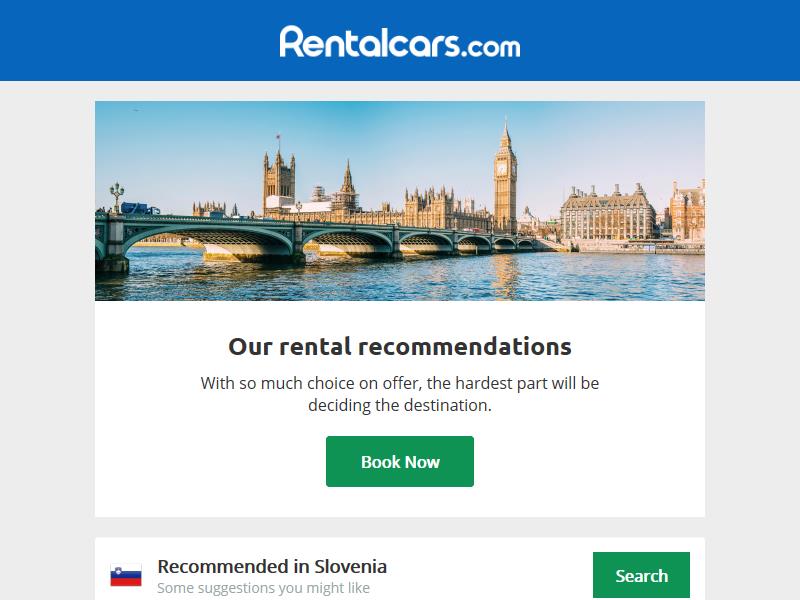 Rentalcars.com
Our rental recommendations
With so much choice on offer, the hardest part will be
deciding the destination.
Book Now
Recommended in Slovenia
Some suggestions you might like
Search